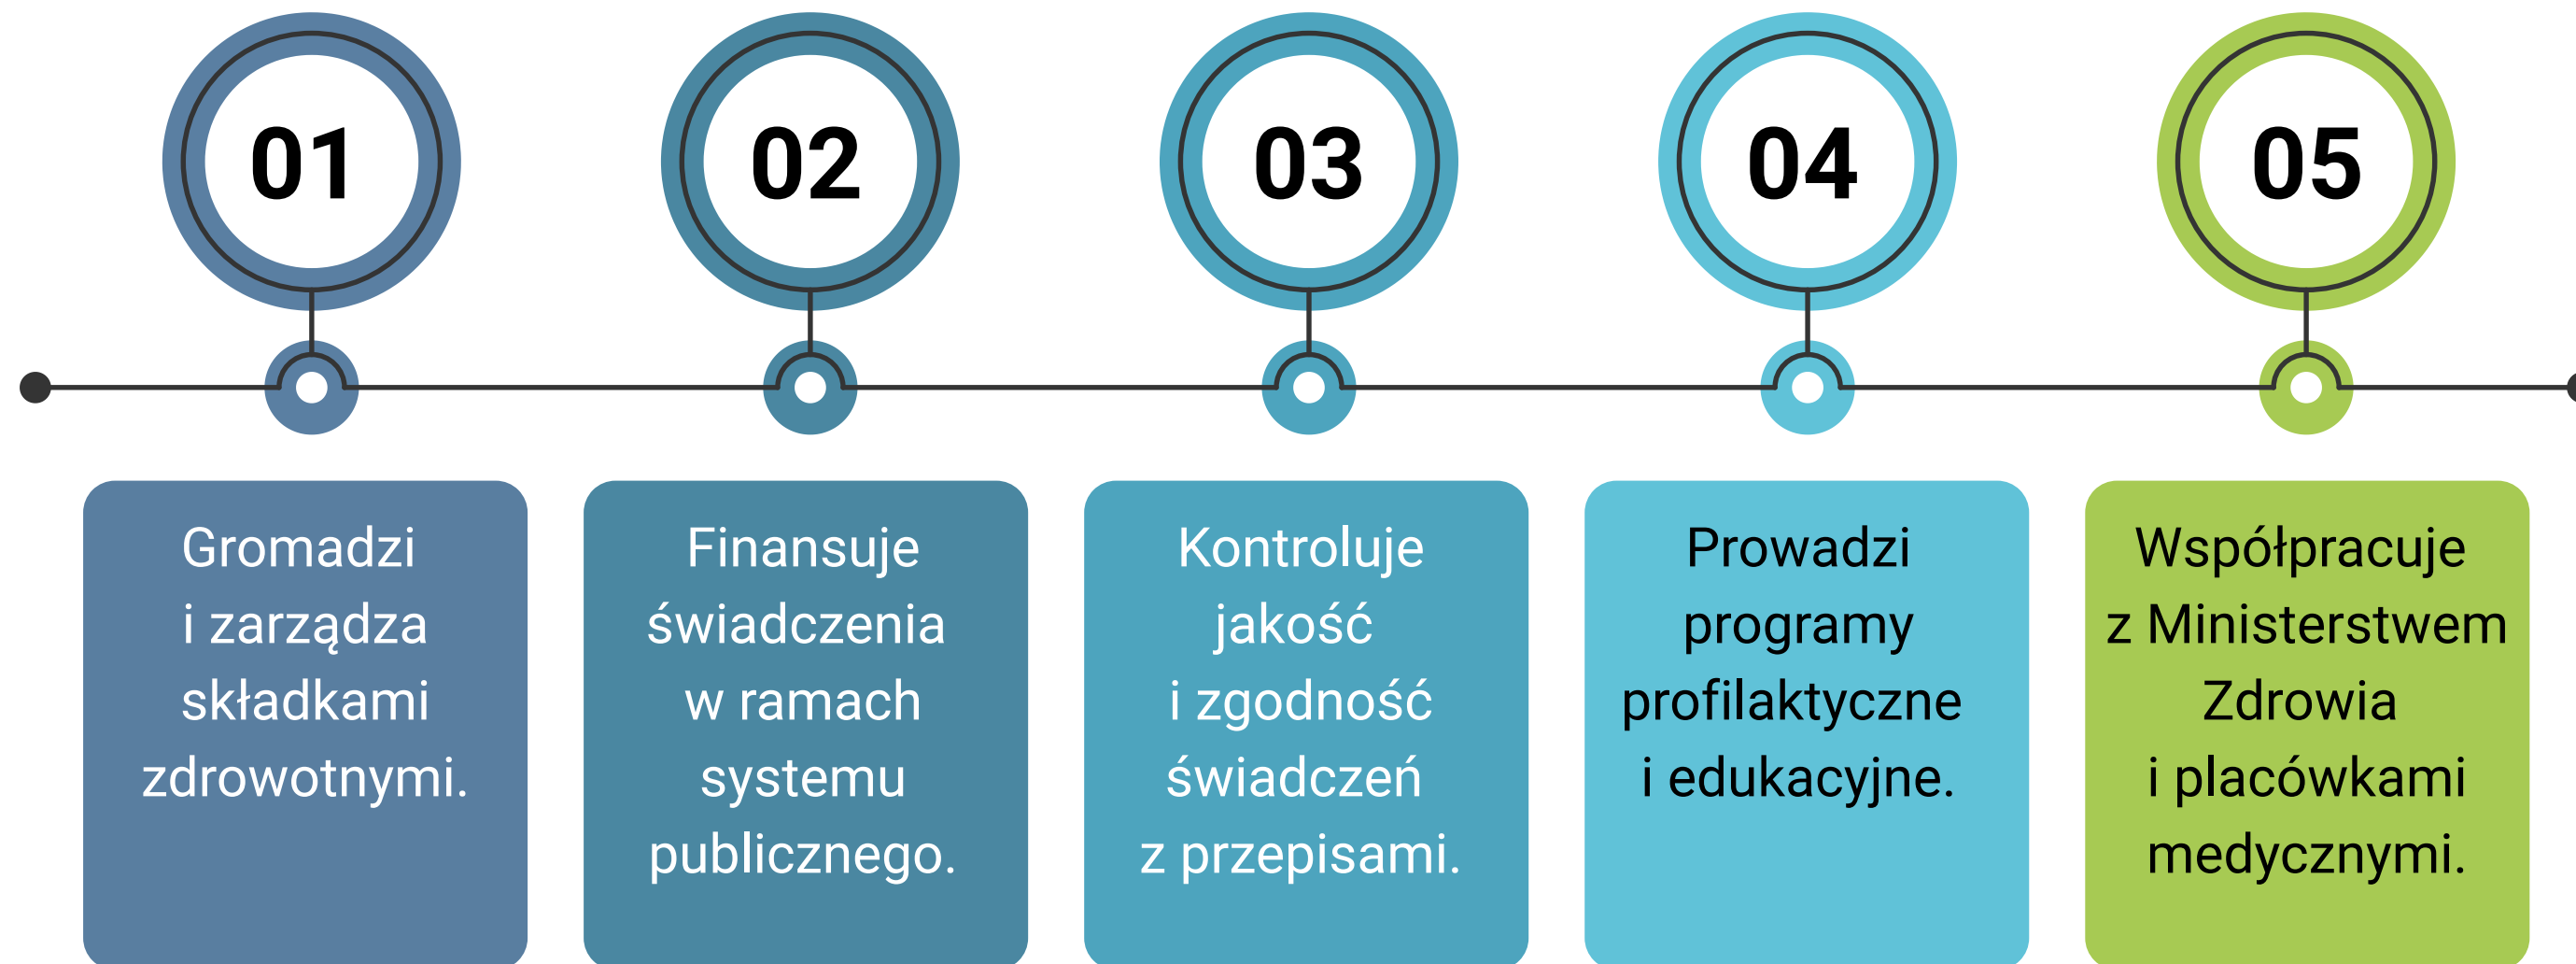 01
Gromadzi
i zarządza
składkami
zdrowotnymi.
02
Finansuje
świadczenia
w ramach
systemu
publicznego.
03
Kontroluje
jakość
i zgodność
świadczeń
z przepisami.
04
Prowadzi
programy
profilaktyczne
i edukacyjne.
05
Współpracuje
z Ministerstwem
Zdrowia
i placówkami
medycznymi.